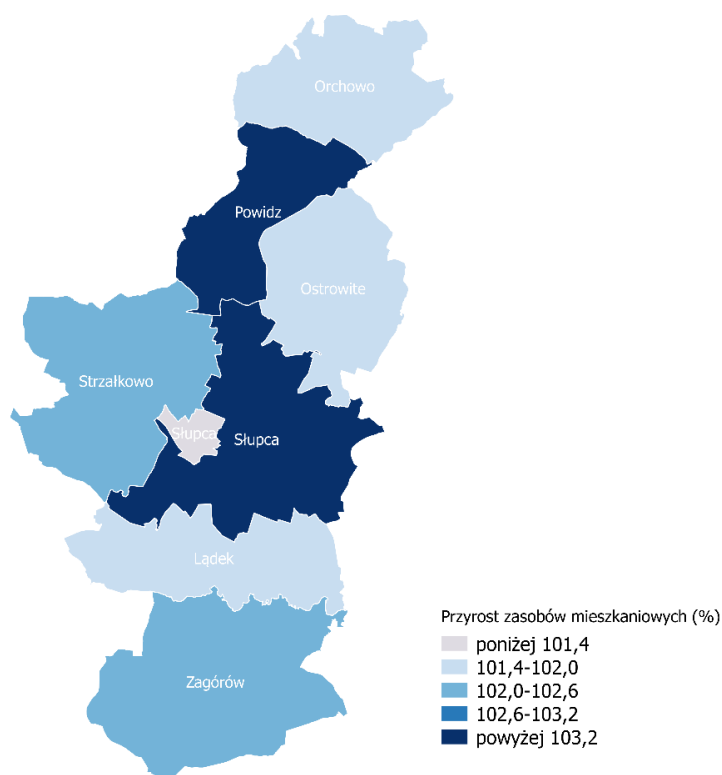 Orchowo
Powidz
Ostrowite
Strzałkowo
Słupca
Słupca
Lądek
Zagórów
Przyrost zasobów mieszkaniowych (%)
poniżej 101,4
101,4-102,0
102,0-102,6
102,6-103,2
powyżej 103,2